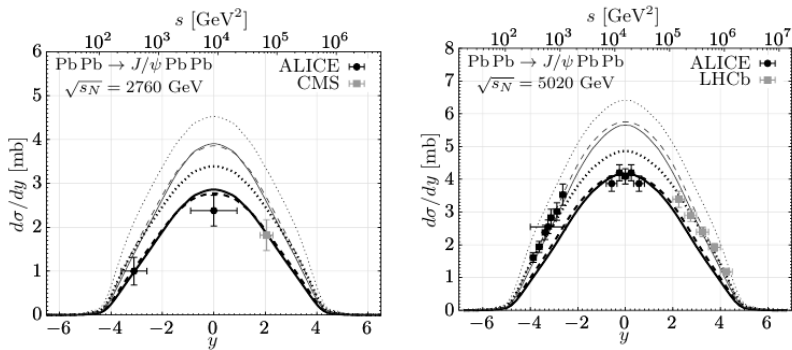 s [GeV²]
10² 10³ 10⁴ 10⁵ 10⁶
Pb Pb → J/ψ Pb Pb
√s_N = 2760 GeV
ALICE
CMS
dσ/dy [mb]
6
5
4
3
2
1
0
−6 −4 −2 0 2 4 6
y
s [GeV²]
10² 10³ 10⁴ 10⁵ 10⁶ 10⁷
Pb Pb → J/ψ Pb Pb
√s_N = 5020 GeV
ALICE
LHCb
dσ/dy [mb]
8
7
6
5
4
3
2
1
0
−6 −4 −2 0 2 4 6
y